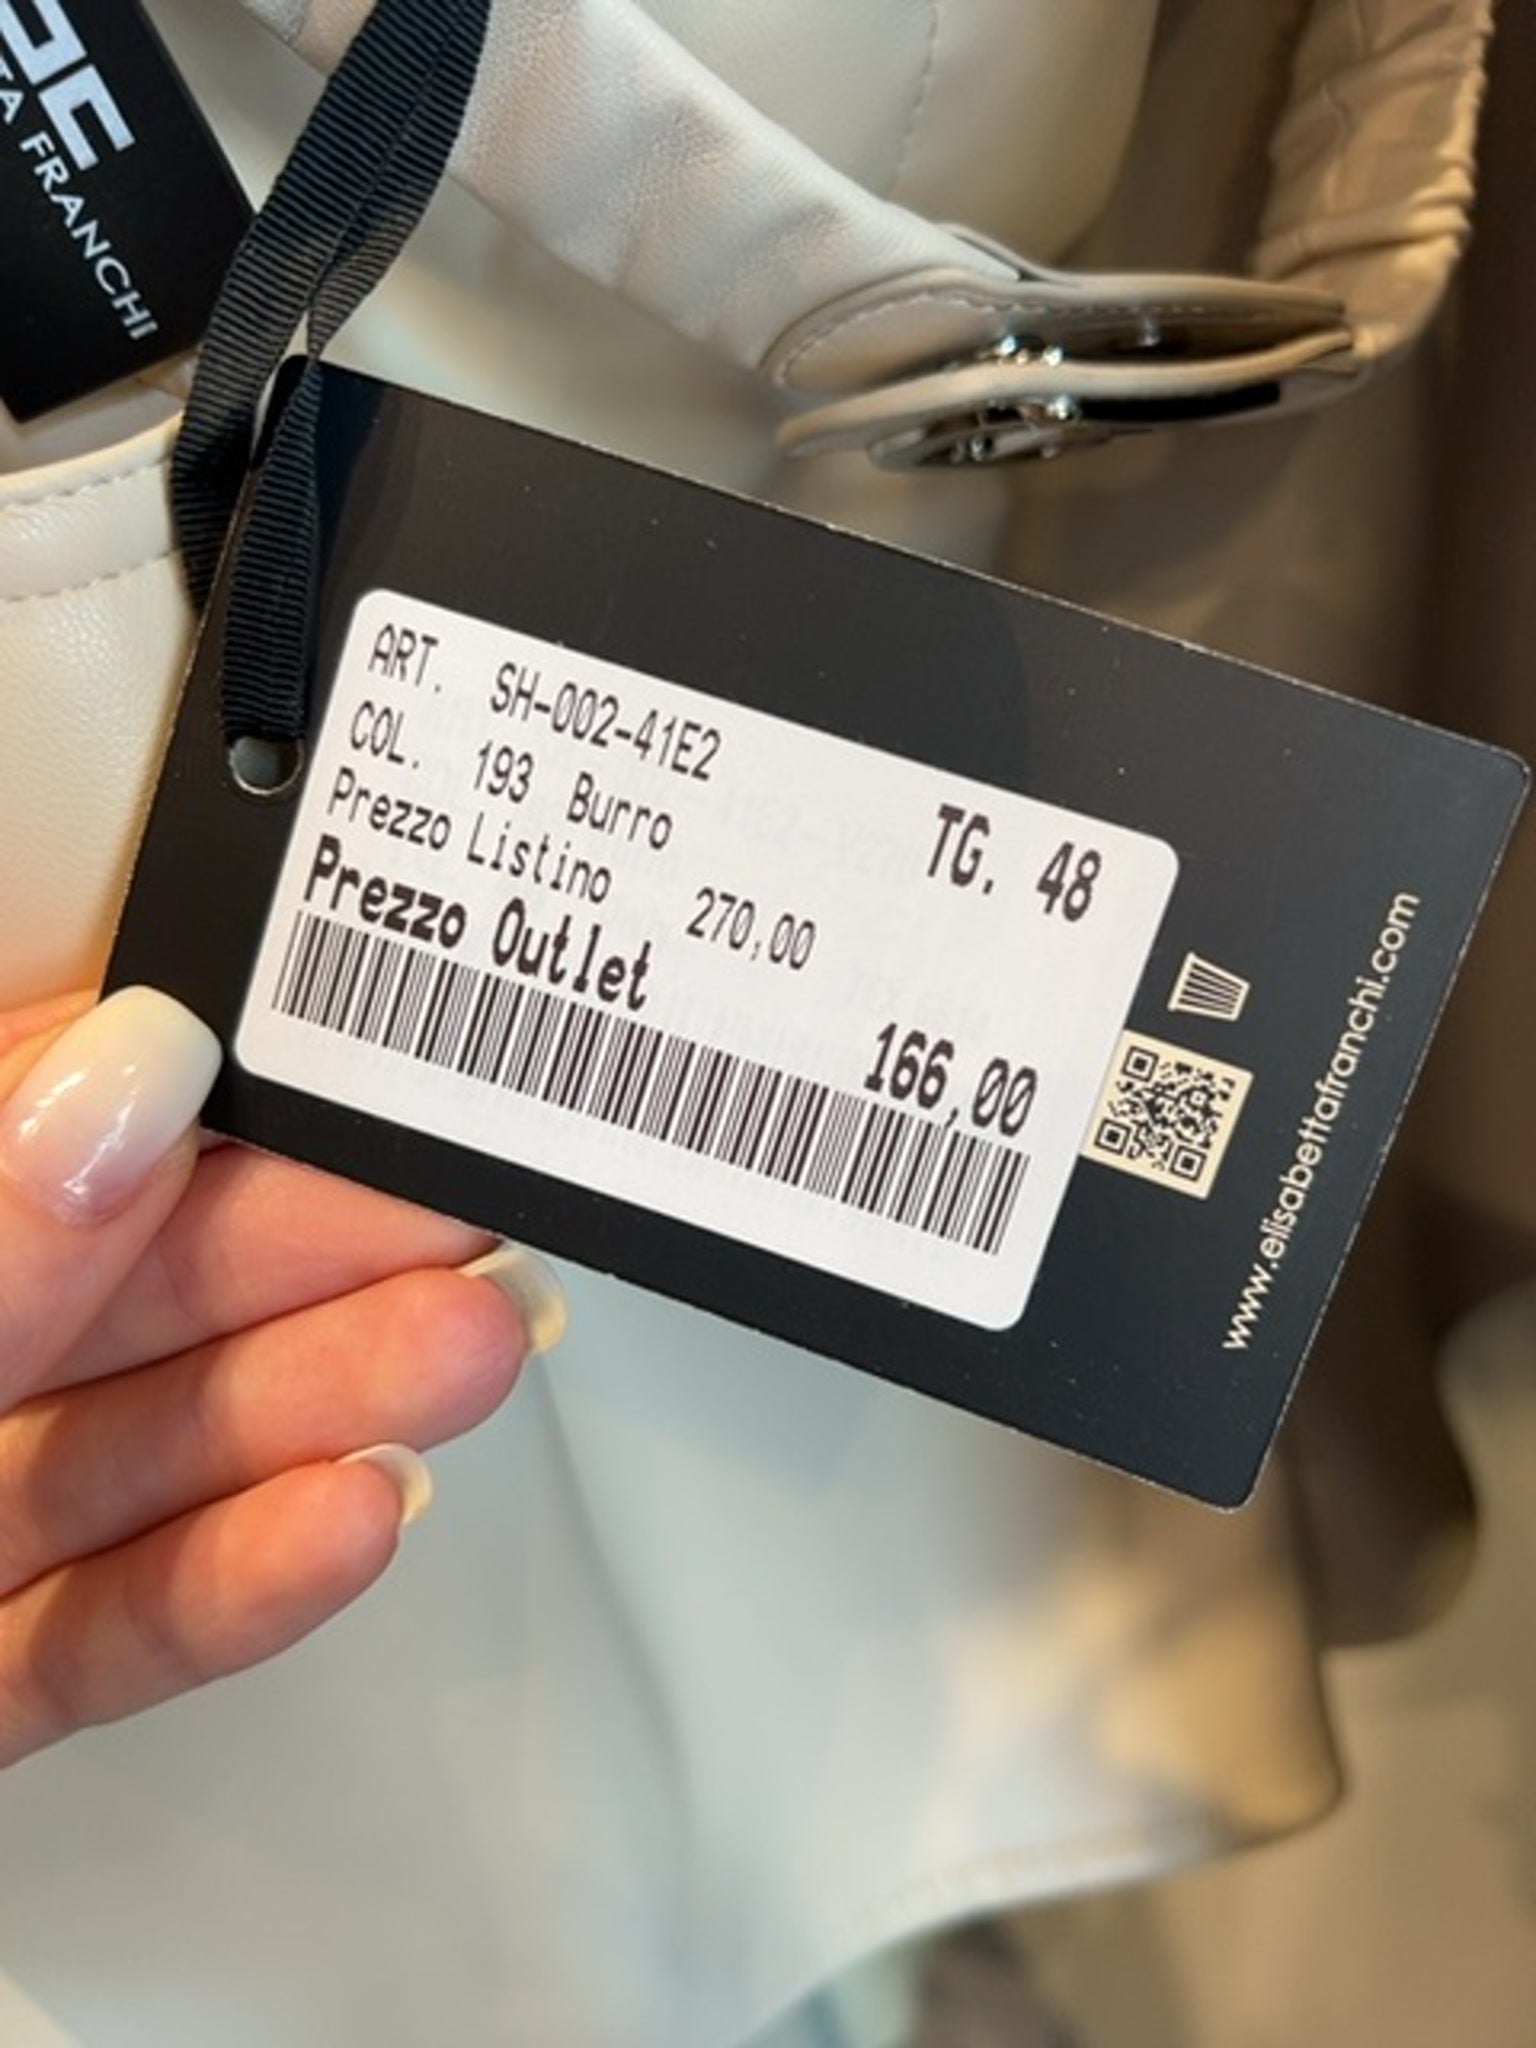 TA FRANCHI
ART. SH-002-41E2
COL. 193 Burro
TG. 48
Prezzo Listino 270,00
Prezzo Outlet 166,00
www.elisabettafranchi.com